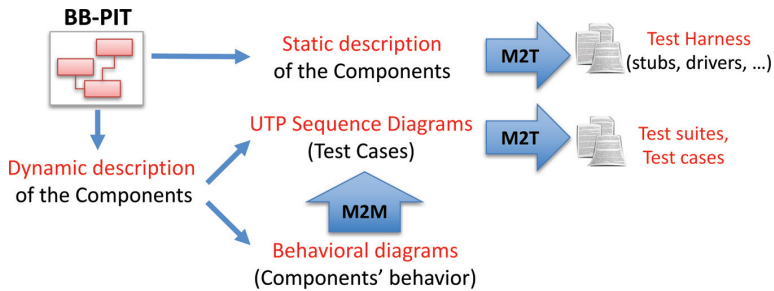 BB-PIT
Static description
of the Components
M2T
Test Harness
(stubs, drivers, ...)
UTP Sequence Diagrams
(Test Cases)
M2T
Test suites,
Test cases
Dynamic description
of the Components
M2M
Behavioral diagrams
(Components’ behavior)